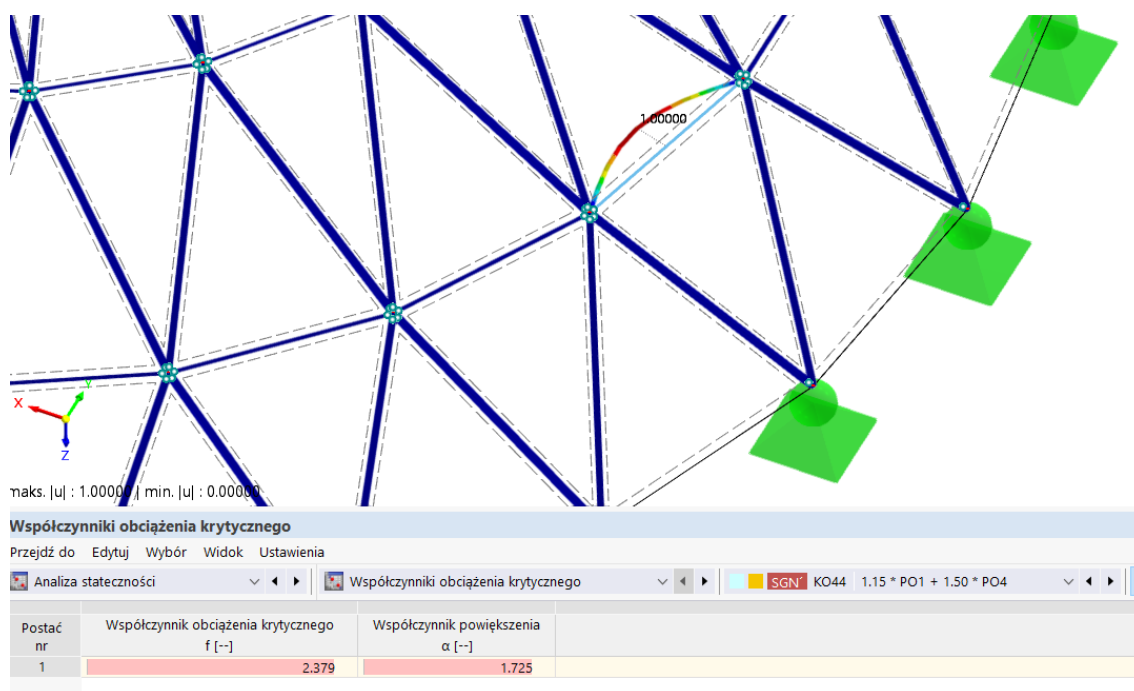 1.00000
X
Y
Z
maks. |u| : 1.00000 | min. |u| : 0.00000
Współczynniki obciążenia krytycznego
Przejdź do Edytuj Wybór Widok Ustawienia
Analiza stateczności Współczynniki obciążenia krytycznego SGN´ KO44 1.15 * PO1 + 1.50 * PO4
Postać Współczynnik obciążenia krytycznego Współczynnik powiększenia
nr f [--] α [--]
1 2.379 1.725